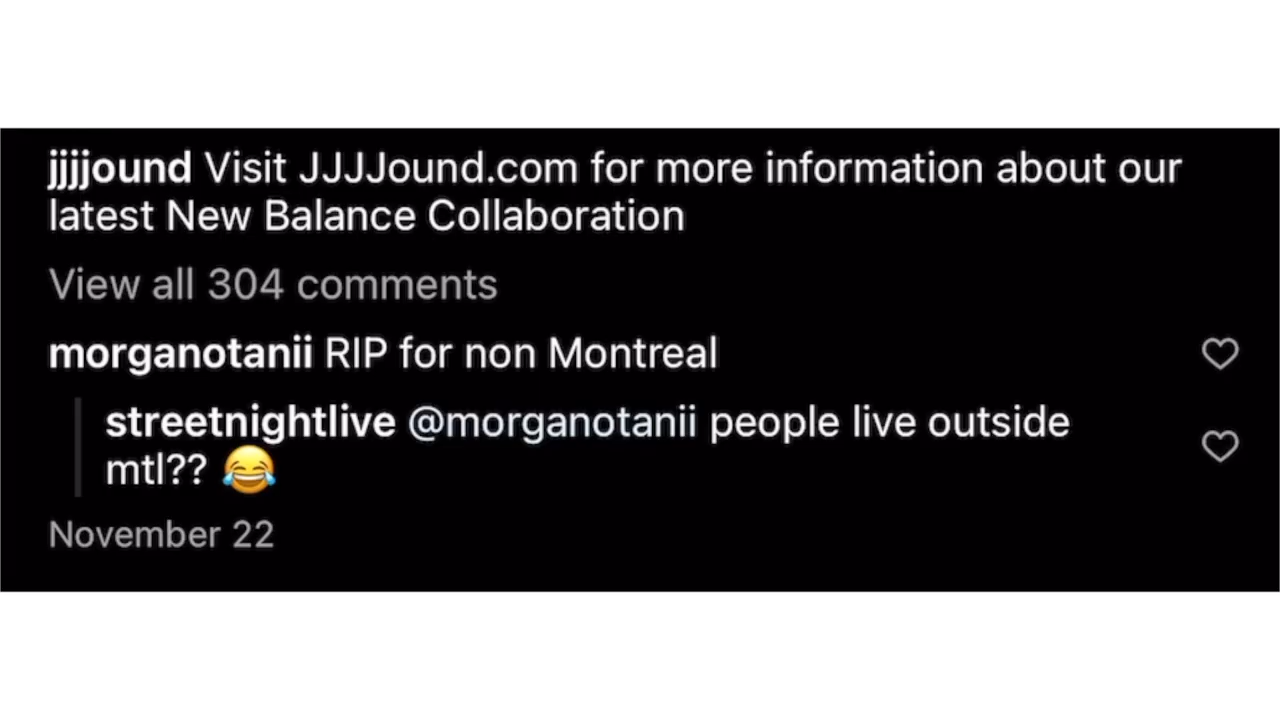 jjjjound Visit JJJJound.com for more information about our
latest New Balance Collaboration
View all 304 comments
morganotanii RIP for non Montreal
streetnightlive @morganotanii people live outside
mtl?? 😂
November 22